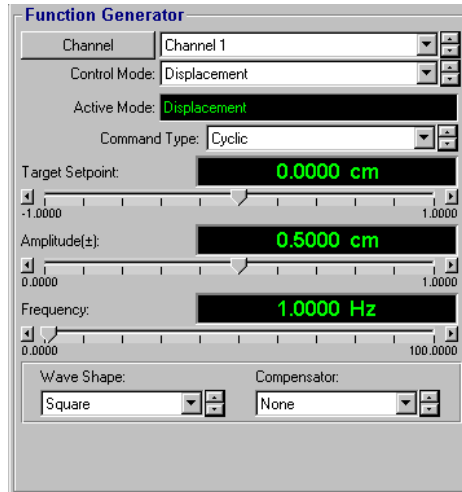 Function Generator
Channel Channel 1
Control Mode: Displacement
Active Mode: Displacement
Command Type: Cyclic
Target Setpoint: 0.0000 cm
-1.0000 1.0000
Amplitude(±): 0.5000 cm
0.0000 1.0000
Frequency: 1.0000 Hz
0.0000 100.0000
Wave Shape: Compensator:
Square None